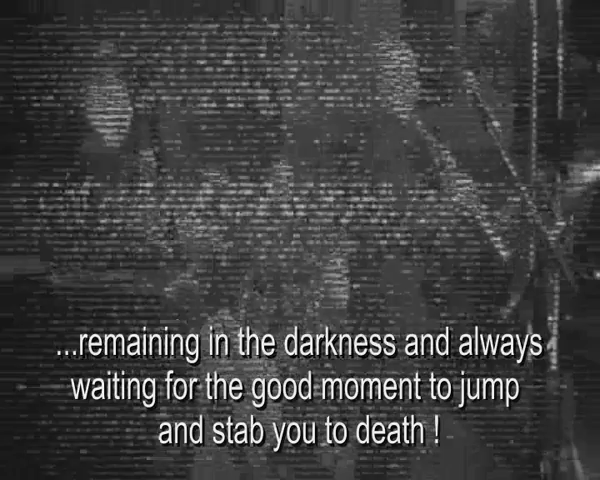 ...remaining in the darkness and always
waiting for the good moment to jump
and stab you to death !